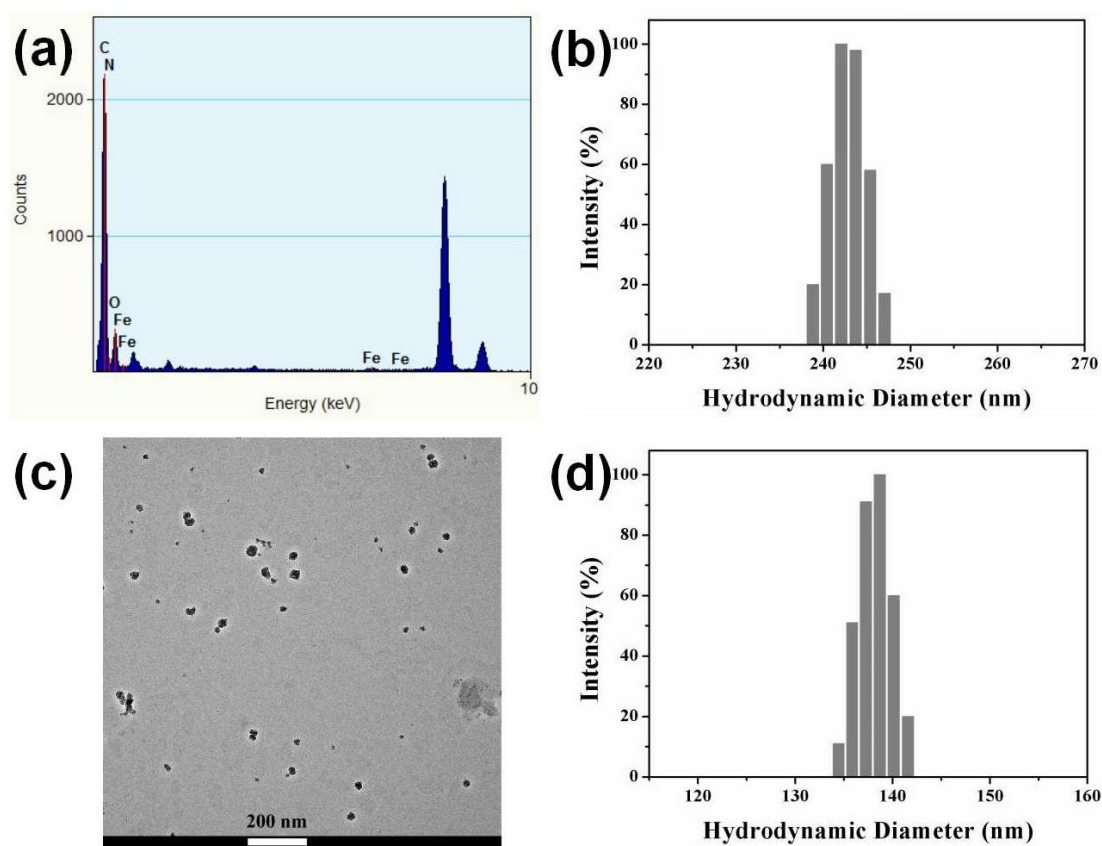 (a)
C
N
2000
Counts
1000
O
Fe
Fe
Fe Fe
10
Energy (keV)
(b)
100
80
60
40
20
0
Intensity (%)
220 230 240 250 260 270
Hydrodynamic Diameter (nm)
(c)
200 nm
(d)
100
80
60
40
20
0
Intensity (%)
120 130 140 150 160
Hydrodynamic Diameter (nm)